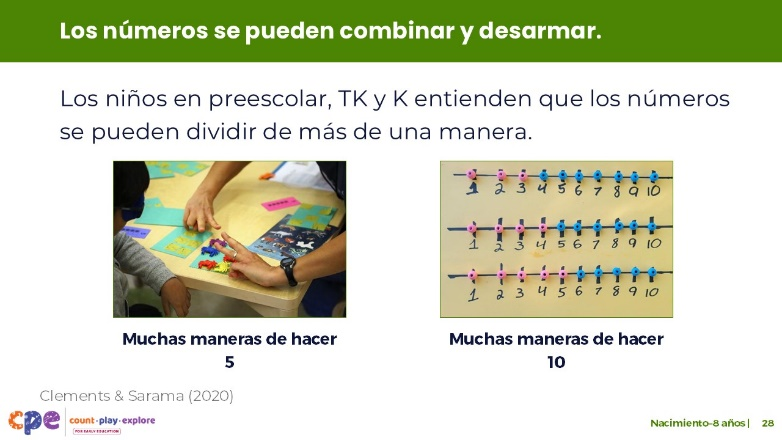 Los números se pueden combinar y desarmar.
Los niños en preescolar, TK y K entienden que los números
se pueden dividir de más de una manera.
1 2 3 4 5 6 7 8 9 10
1 2 3 4 5 6 7 8 9 10
1 2 3 4 5 6 7 8 9 10
Muchas maneras de hacer
5
Muchas maneras de hacer
10
Clements & Sarama (2020)
cpe
count·play·explore
FOR EARLY EDUCATION
Nacimiento-8 años| 28